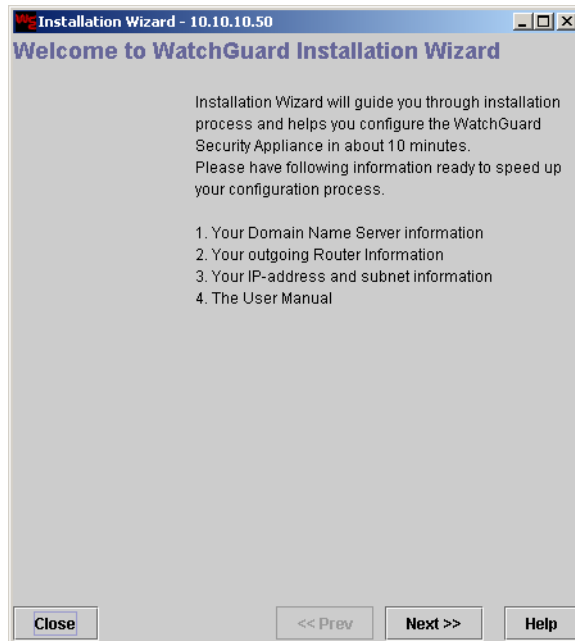 Installation Wizard - 10.10.10.50
Welcome to WatchGuard Installation Wizard
Installation Wizard will guide you through installation
process and helps you configure the WatchGuard
Security Appliance in about 10 minutes.
Please have following information ready to speed up
your configuration process.
1. Your Domain Name Server information
2. Your outgoing Router Information
3. Your IP-address and subnet information
4. The User Manual
Close << Prev Next >> Help